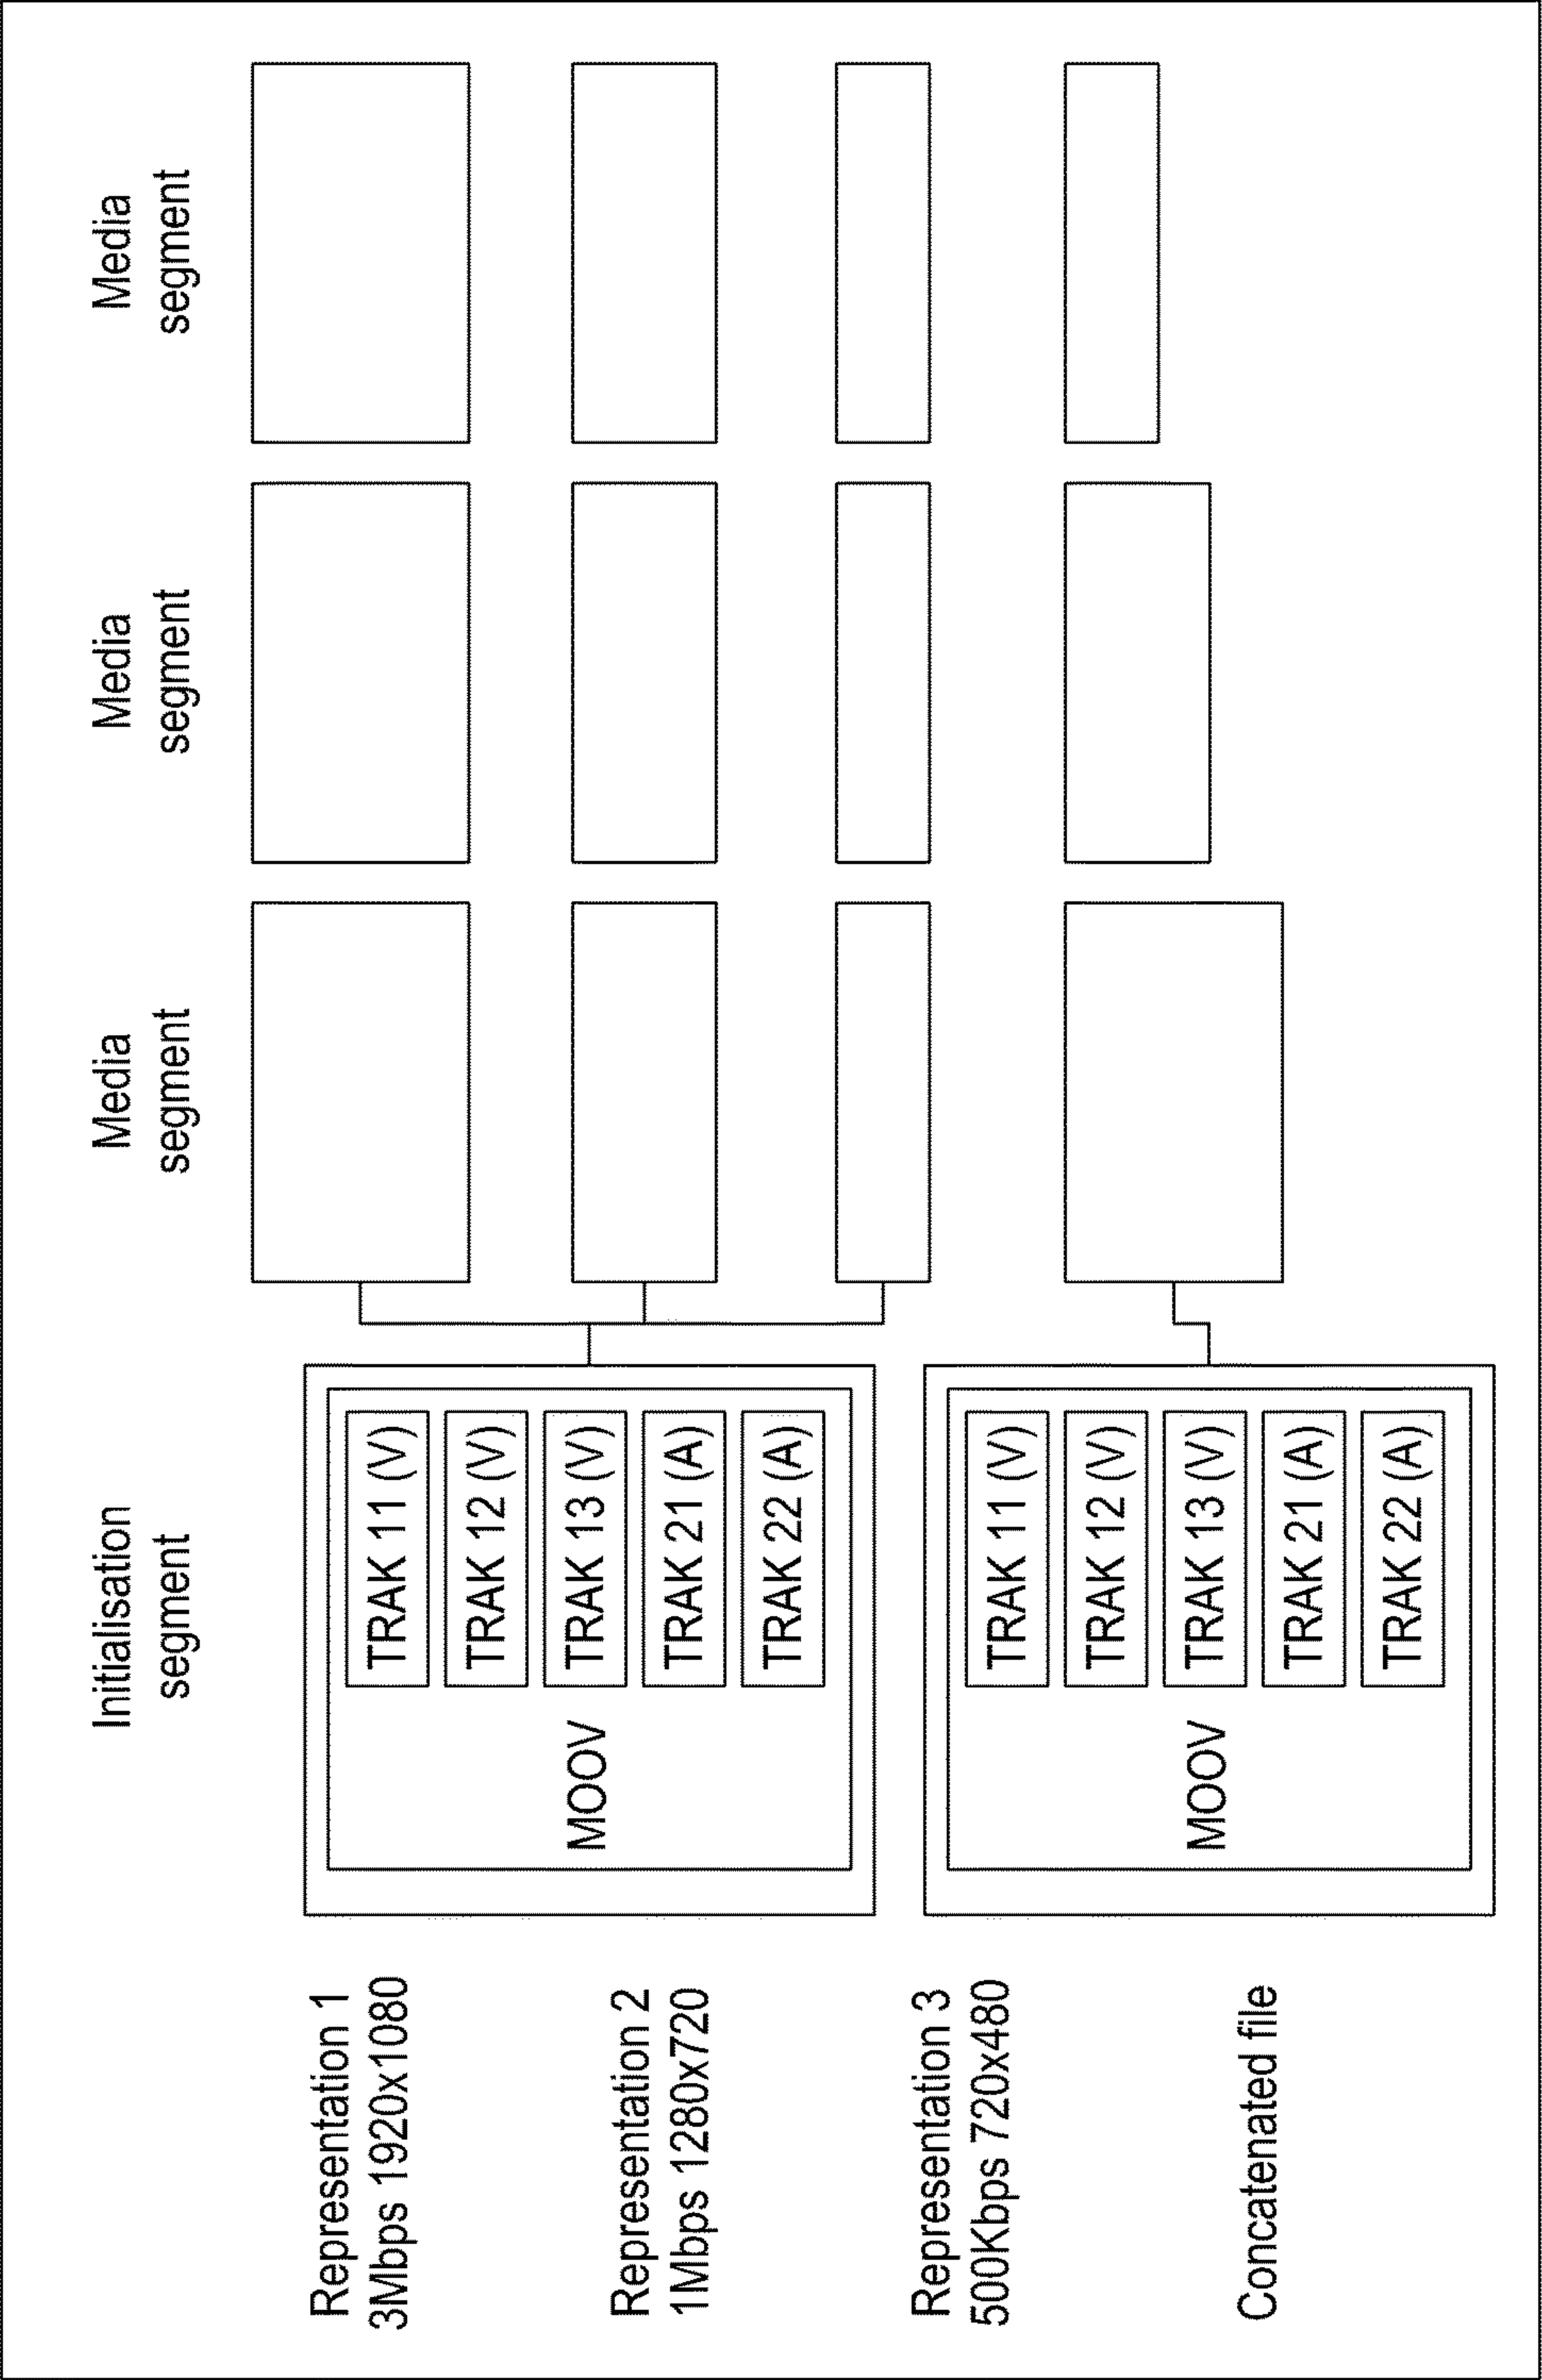 Initialisation
segment
Media
segment
Media
segment
Media
segment
Representation 1
3Mbps 1920x1080
Representation 2
1Mbps 1280x720
Representation 3
500Kbps 720x480
MOOV
TRAK 11 (V)
TRAK 12 (V)
TRAK 13 (V)
TRAK 21 (A)
TRAK 22 (A)
Concatenated file
MOOV
TRAK 11 (V)
TRAK 12 (V)
TRAK 13 (V)
TRAK 21 (A)
TRAK 22 (A)